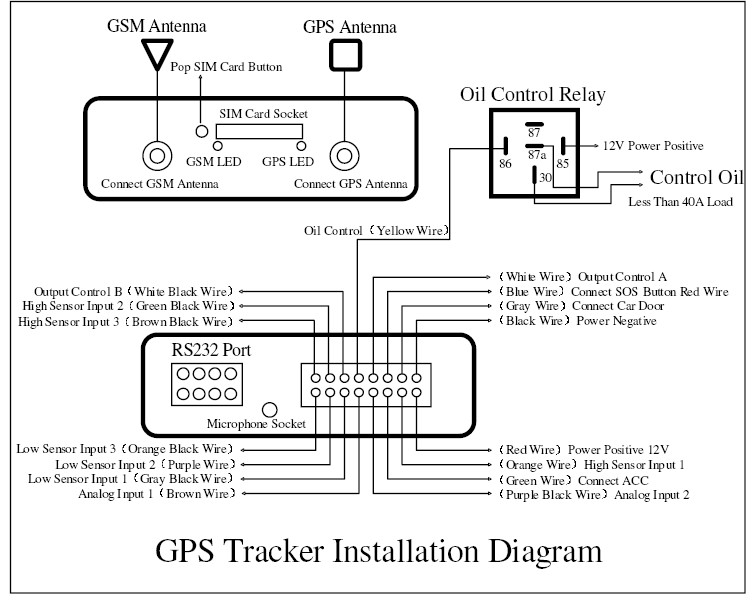 GSM Antenna
GPS Antenna
Pop SIM Card Button
SIM Card Socket
GSM LED
GPS LED
Connect GSM Antenna
Connect GPS Antenna
Oil Control Relay
87
86
87a
85
30
12V Power Positive
Control Oil
Less Than 40A Load
Oil Control (Yellow Wire)
Output Control B (White Black Wire)
High Sensor Input 2 (Green Black Wire)
High Sensor Input 3 (Brown Black Wire)
(White Wire) Output Control A
(Blue Wire) Connect SOS Button Red Wire
(Gray Wire) Connect Car Door
(Black Wire) Power Negative
RS232 Port
Microphone Socket
Low Sensor Input 3 (Orange Black Wire)
Low Sensor Input 2 (Purple Wire)
Low Sensor Input 1 (Gray Black Wire)
Analog Input 1 (Brown Wire)
(Red Wire) Power Positive 12V
(Orange Wire) High Sensor Input 1
(Green Wire) Connect ACC
(Purple Black Wire) Analog Input 2
GPS Tracker Installation Diagram